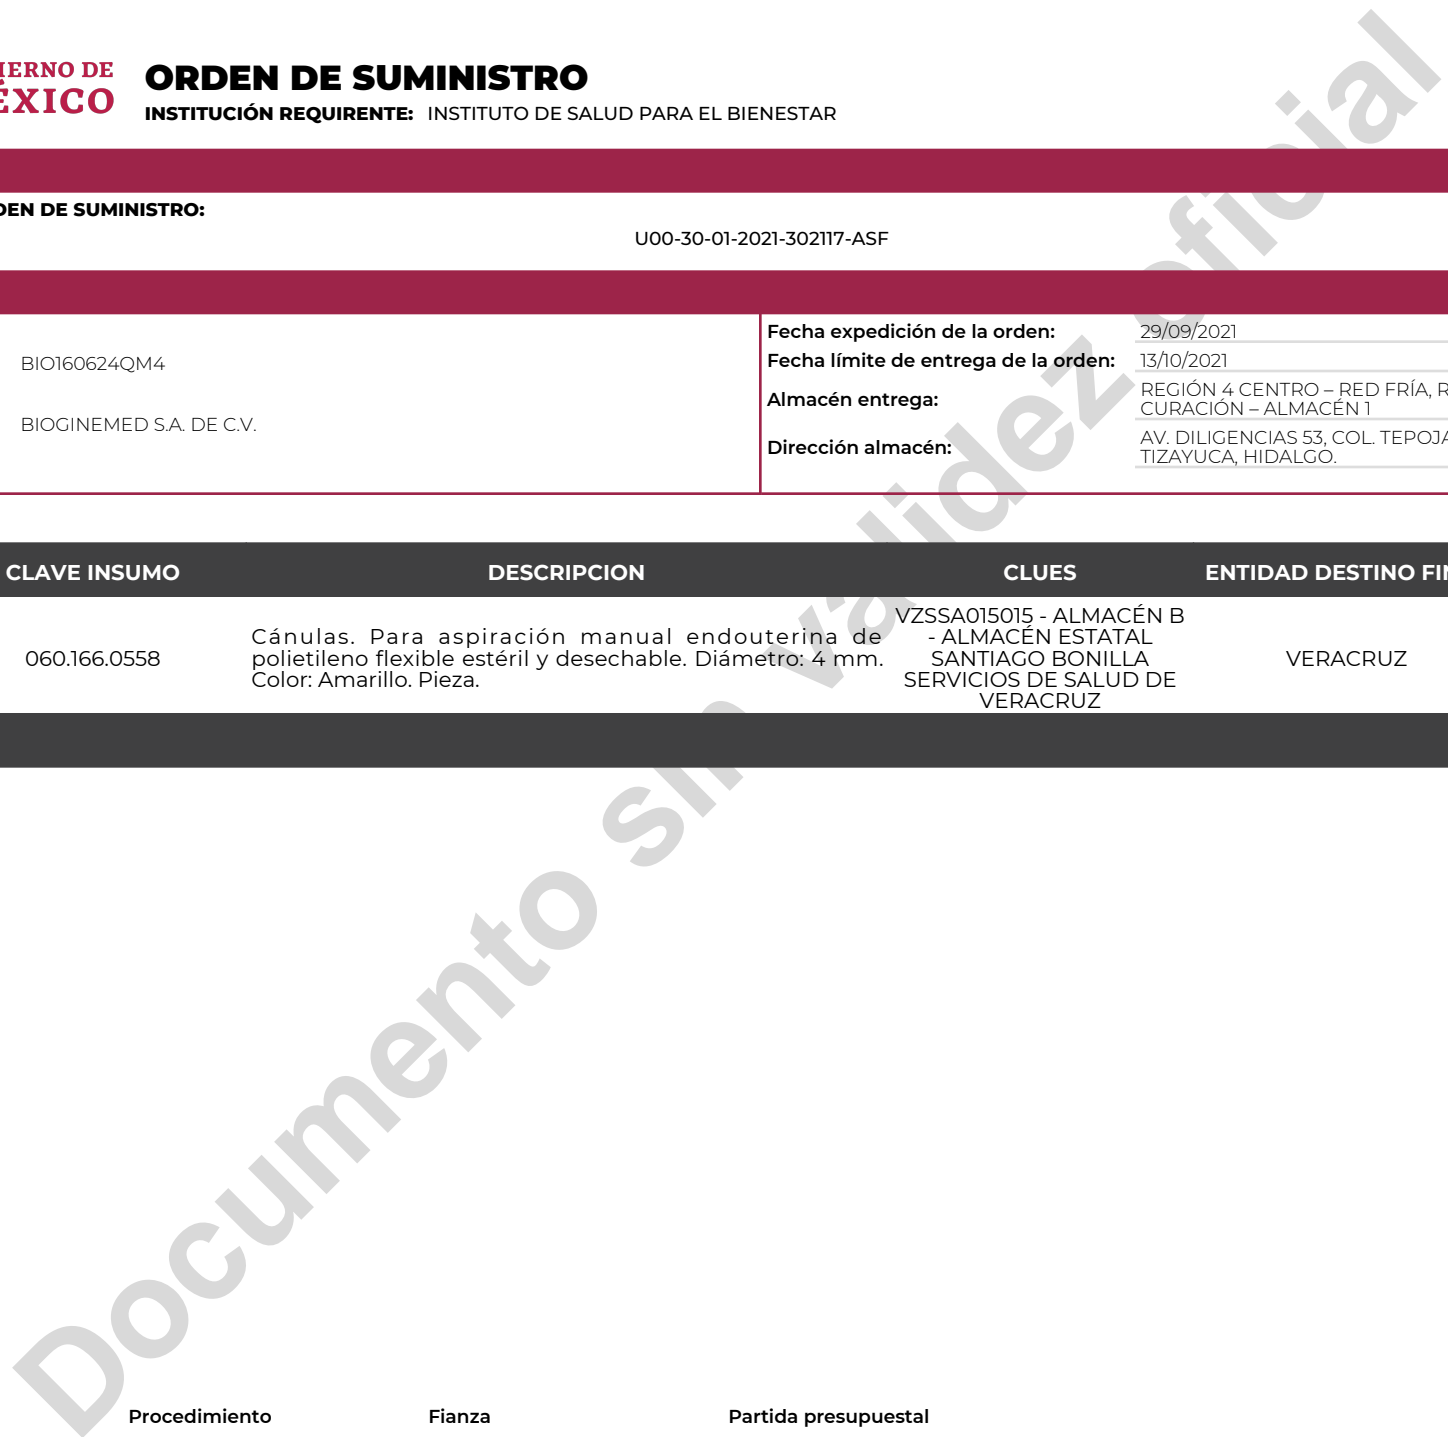 IERNO DE
ÉXICO
ORDEN DE SUMINISTRO
INSTITUCIÓN REQUIRENTE: INSTITUTO DE SALUD PARA EL BIENESTAR
DEN DE SUMINISTRO:
U00-30-01-2021-302117-ASF
BIO160624QM4
BIOGINEMED S.A. DE C.V.
Fecha expedición de la orden: 29/09/2021
Fecha límite de entrega de la orden: 13/10/2021
Almacén entrega: REGIÓN 4 CENTRO – RED FRÍA, R
CURACIÓN – ALMACÉN 1
Dirección almacén: AV. DILIGENCIAS 53, COL. TEPOJA
TIZAYUCA, HIDALGO.
CLAVE INSUMO DESCRIPCION CLUES ENTIDAD DESTINO FIN
060.166.0558
Cánulas. Para aspiración manual endouterina de
polietileno flexible estéril y desechable. Diámetro: 4 mm.
Color: Amarillo. Pieza.
VZSSA015015 - ALMACÉN B
- ALMACÉN ESTATAL
SANTIAGO BONILLA
SERVICIOS DE SALUD DE
VERACRUZ
VERACRUZ
Documento sin validez oficial
Procedimiento Fianza Partida presupuestal